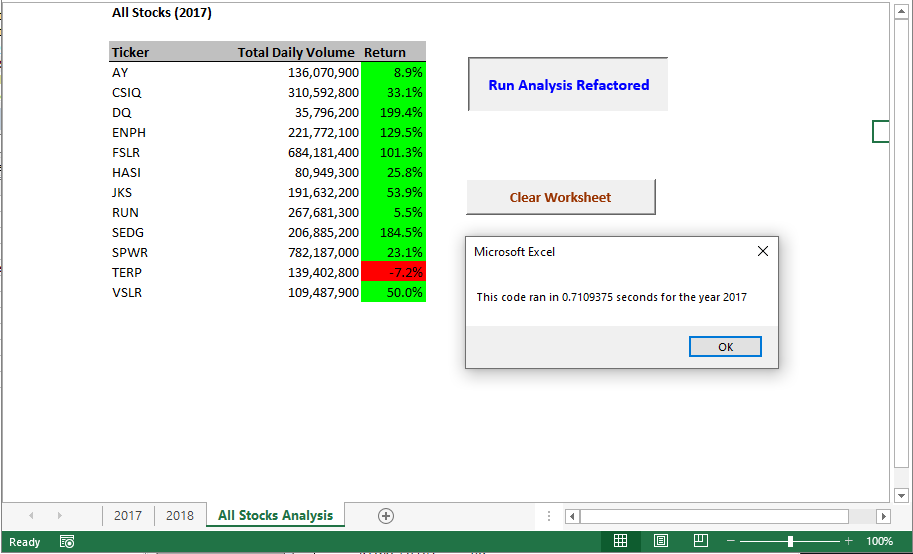 All Stocks (2017)
Ticker Total Daily Volume Return
AY 136,070,900 8.9%
CSIQ 310,592,800 33.1%
DQ 35,796,200 199.4%
ENPH 221,772,100 129.5%
FSLR 684,181,400 101.3%
HASI 80,949,300 25.8%
JKS 191,632,200 53.9%
RUN 267,681,300 5.5%
SEDG 206,885,200 184.5%
SPWR 782,187,000 23.1%
TERP 139,402,800 -7.2%
VSLR 109,487,900 50.0%
Run Analysis Refactored
Clear Worksheet
Microsoft Excel
This code ran in 0.7109375 seconds for the year 2017
OK
2017 2018 All Stocks Analysis
Ready 100%